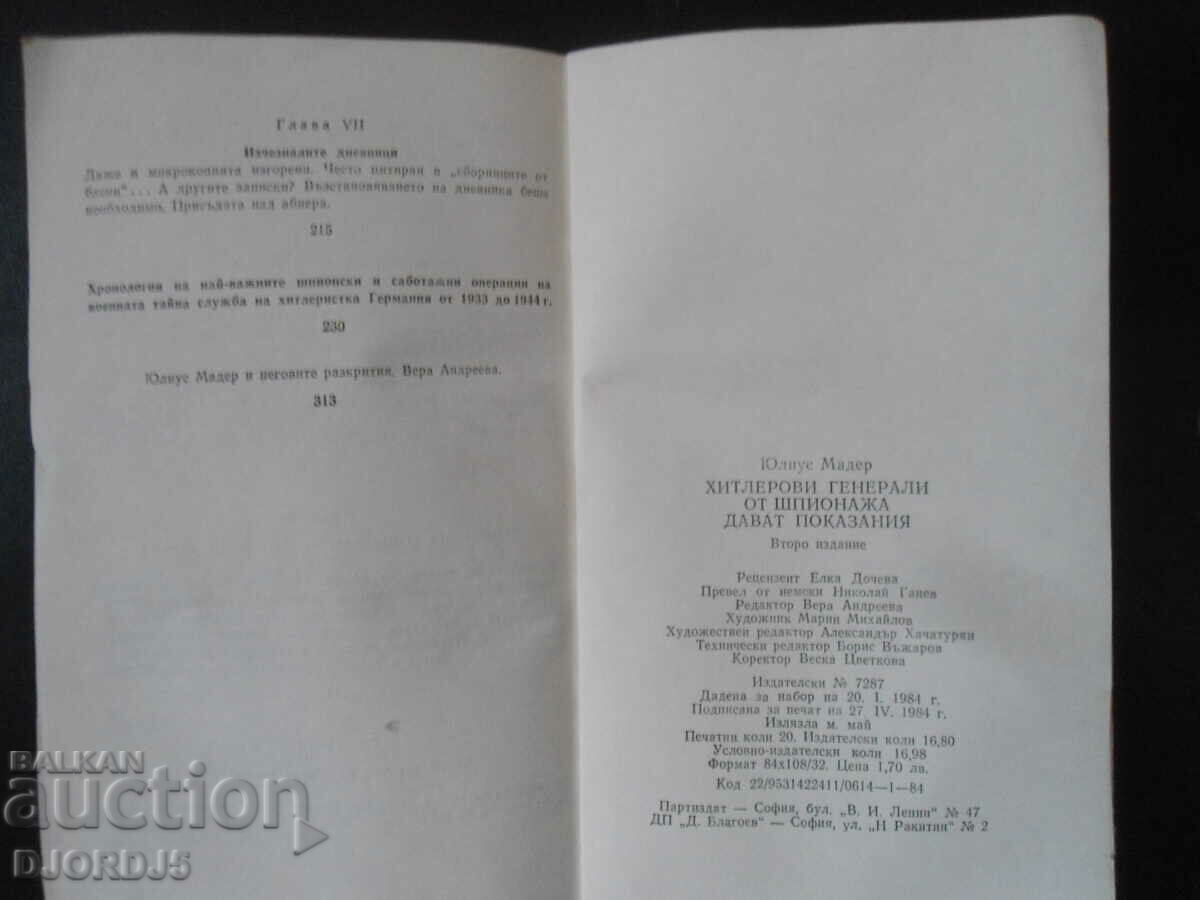 Глава VII
Изчезналите дневници
Даже и микрокопията изгорени. Често цитиран в „сборищите от
басни“... А другите записки? Възстановяването на дневника беше
необходимо. Присъдата над абвера.
215
Хронология на най-важните шпионски и саботажни операции на
военната тайна служба на хитлеристка Германия от 1933 до 1944 г.
230
Юлиус Мадер и неговите разкрития. Вера Андреева.
313
Юлиус Мадер
ХИТЛЕРОВИ ГЕНЕРАЛИ
ОТ ШПИОНАЖА
ДАВАТ ПОКАЗАНИЯ
Второ издание
Рецензент Елка Дочева
Превел от немски Николай Ганев
Редактор Вера Андреева
Художник Марин Михайлов
Художествен редактор Александър Хачатурян
Технически редактор Борис Въжаров
Коректор Веска Цветкова
Издателски № 7287
Дадена за набор на 20. I. 1984 г.
Подписана за печат на 27. IV. 1984 г.
Излязла м. май
Печатни коли 20. Издателски коли 16,80
Условно-издателски коли 16,98
Формат 84x108/32. Цена 1,70 лв.
Код 22/9531422411/0614—1—84
Партиздат — София, бул. „В. И. Ленин“ № 47
ДП „Д. Благоев“ — София, ул. „Н Ракитин“ № 2
BALKAN
auction
DJORDJ5